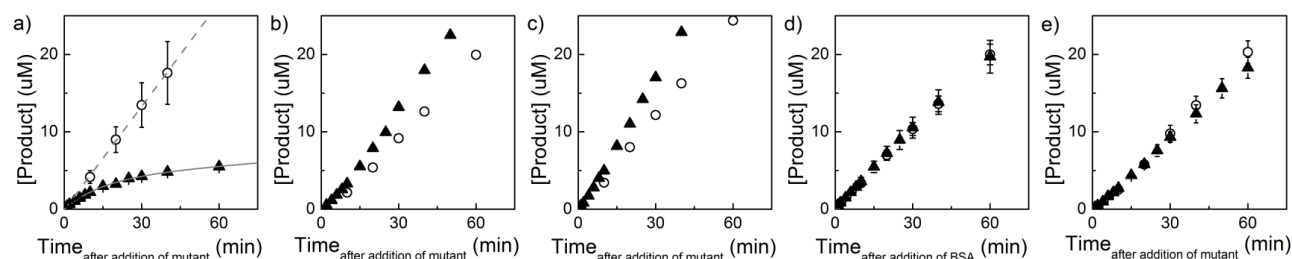 a)
[Product] (uM)
20
10
0
0
30
60
Time after addition of mutant (min)
b)
[Product] (uM)
20
10
0
0
30
60
Time after addition of mutant (min)
c)
[Product] (uM)
20
10
0
0
30
60
Time after addition of mutant (min)
d)
[Product] (uM)
20
10
0
0
30
60
Time after addition of BSA (min)
e)
[Product] (uM)
20
10
0
0
30
60
Time after addition of mutant (min)